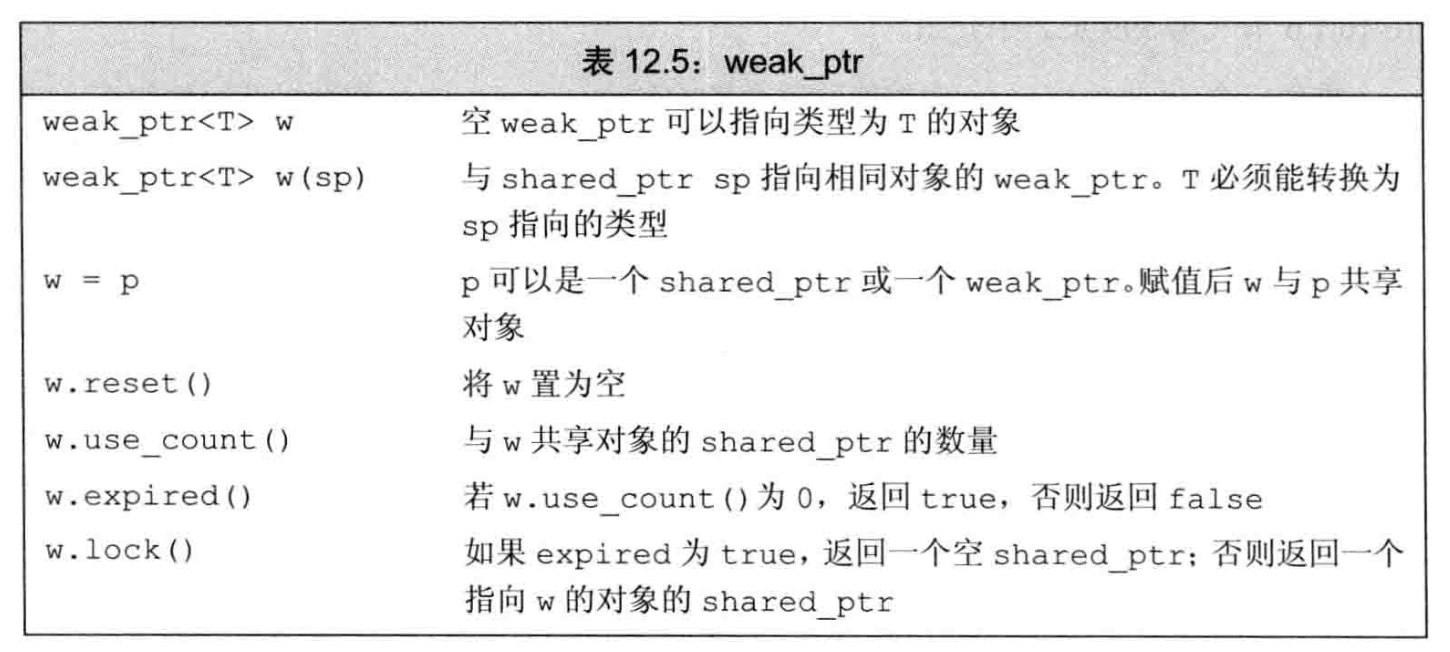 表 12.5：weak_ptr
weak_ptr<T> w 空 weak_ptr 可以指向类型为 T 的对象
weak_ptr<T> w(sp) 与 shared_ptr sp 指向相同对象的 weak_ptr。T 必须能转换为
sp 指向的类型
w = p p 可以是一个 shared_ptr 或一个 weak_ptr。赋值后 w 与 p 共享
对象
w.reset() 将 w 置为空
w.use_count() 与 w 共享对象的 shared_ptr 的数量
w.expired() 若 w.use_count()为 0，返回 true，否则返回 false
w.lock() 如果 expired 为 true，返回一个空 shared_ptr；否则返回一个
指向 w 的对象的 shared_ptr